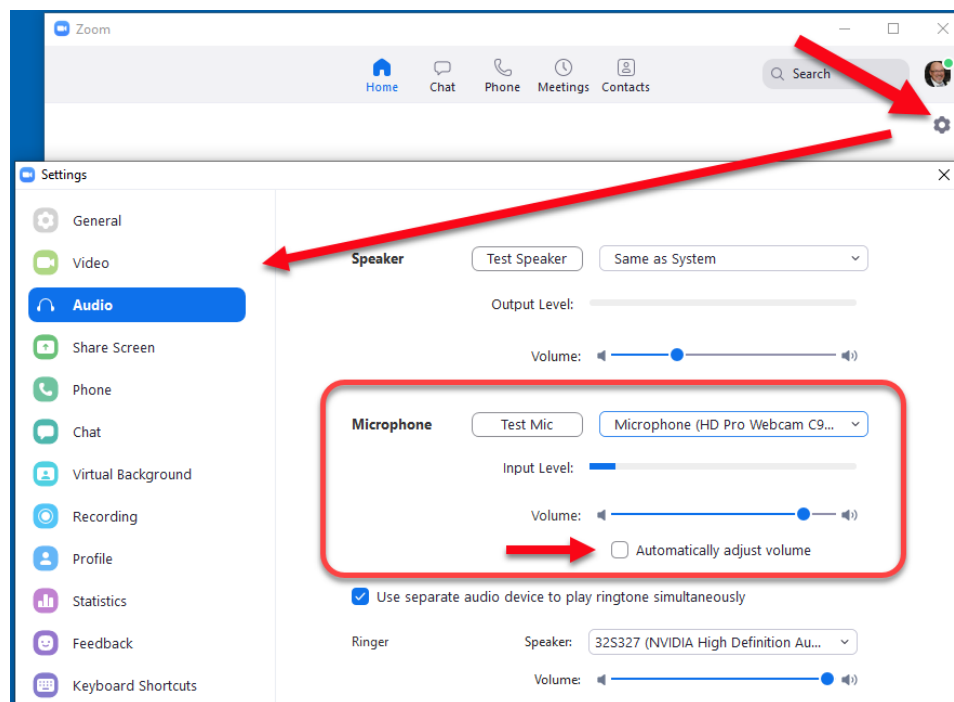 Zoom
Home Chat Phone Meetings Contacts
Search
Settings
General
Video
Audio
Share Screen
Phone
Chat
Virtual Background
Recording
Profile
Statistics
Feedback
Keyboard Shortcuts
Speaker Test Speaker Same as System
Output Level:
Volume:
Microphone Test Mic Microphone (HD Pro Webcam C9...
Input Level:
Volume:
Automatically adjust volume
Use separate audio device to play ringtone simultaneously
Ringer Speaker: 32S327 (NVIDIA High Definition Au...
Volume: